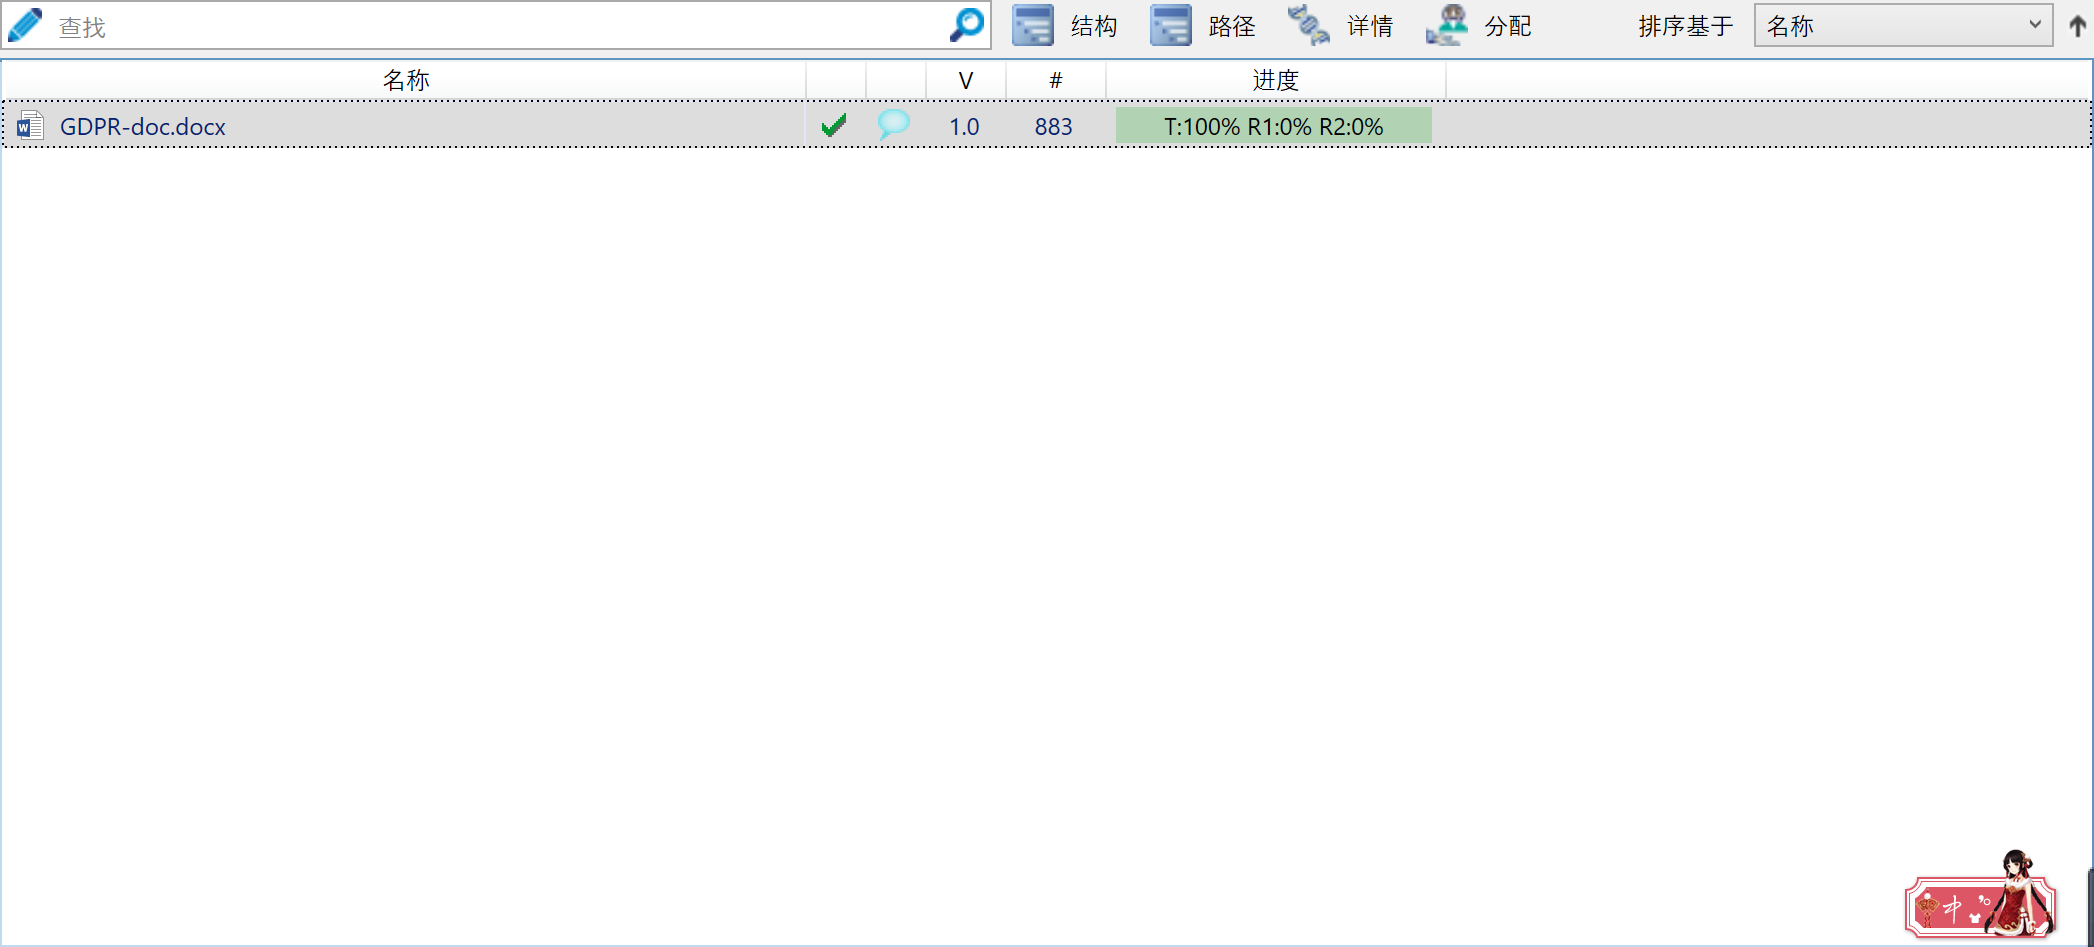 查找 结构 路径 详情 分配 排序基于 名称
名称 V # 进度
GDPR-doc.docx 1.0 883 T:100% R1:0% R2:0%
中